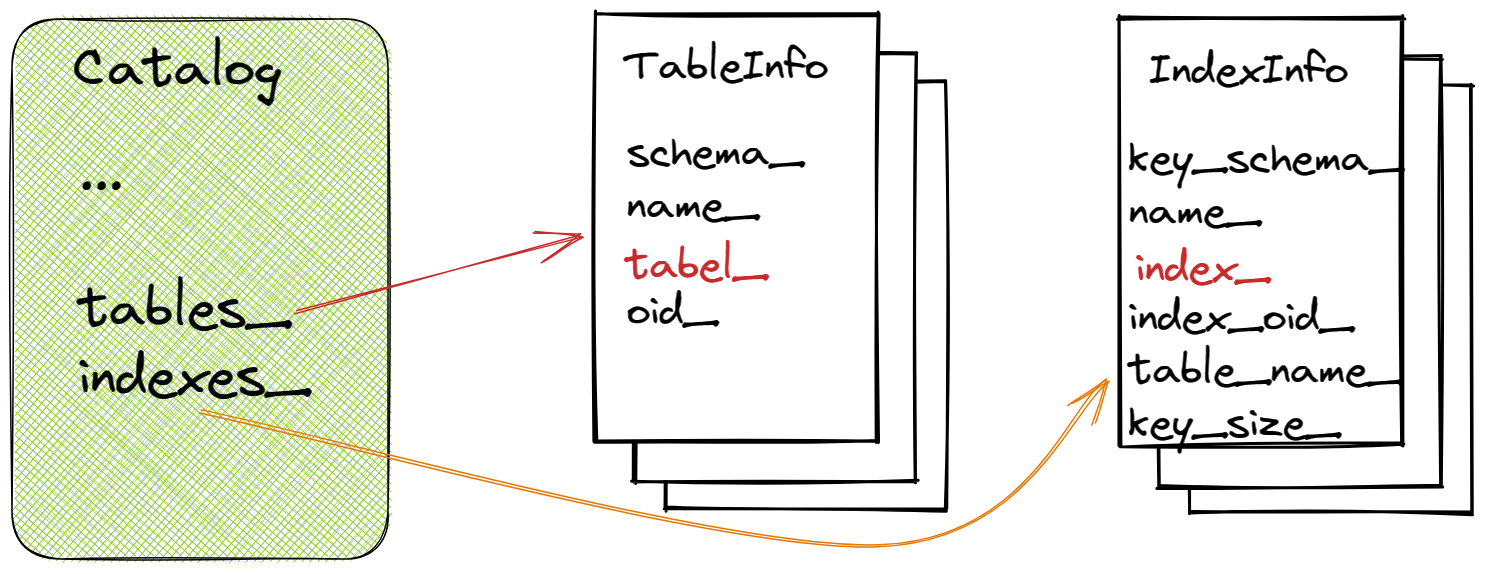 Catalog
...
tables_
indexes_
TableInfo
schema_
name_
tabel_
oid_
IndexInfo
key_schema_
name_
index_
index_oid_
table_name_
key_size_